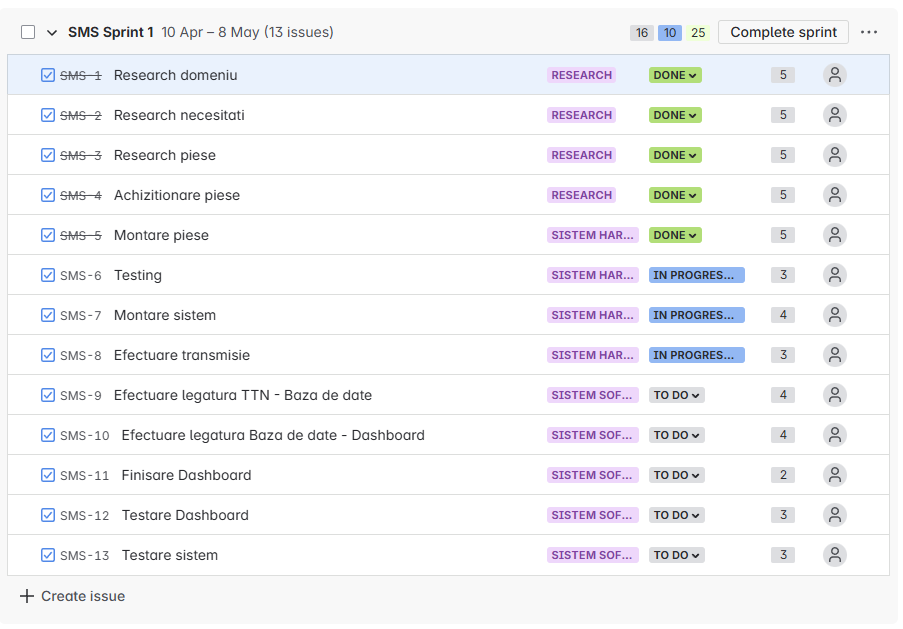 SMS Sprint 1 10 Apr – 8 May (13 issues) 16 10 25 Complete sprint
SMS-1 Research domeniu RESEARCH DONE 5
SMS-2 Research necesitati RESEARCH DONE 5
SMS-3 Research piese RESEARCH DONE 5
SMS-4 Achizitionare piese RESEARCH DONE 5
SMS-5 Montare piese SISTEM HAR... DONE 5
SMS-6 Testing SISTEM HAR... IN PROGRES... 3
SMS-7 Montare sistem SISTEM HAR... IN PROGRES... 4
SMS-8 Efectuare transmisie SISTEM HAR... IN PROGRES... 3
SMS-9 Efectuare legatura TTN - Baza de date SISTEM SOF... TO DO 4
SMS-10 Efectuare legatura Baza de date - Dashboard SISTEM SOF... TO DO 4
SMS-11 Finisare Dashboard SISTEM SOF... TO DO 2
SMS-12 Testare Dashboard SISTEM SOF... TO DO 3
SMS-13 Testare sistem SISTEM SOF... TO DO 3
Create issue